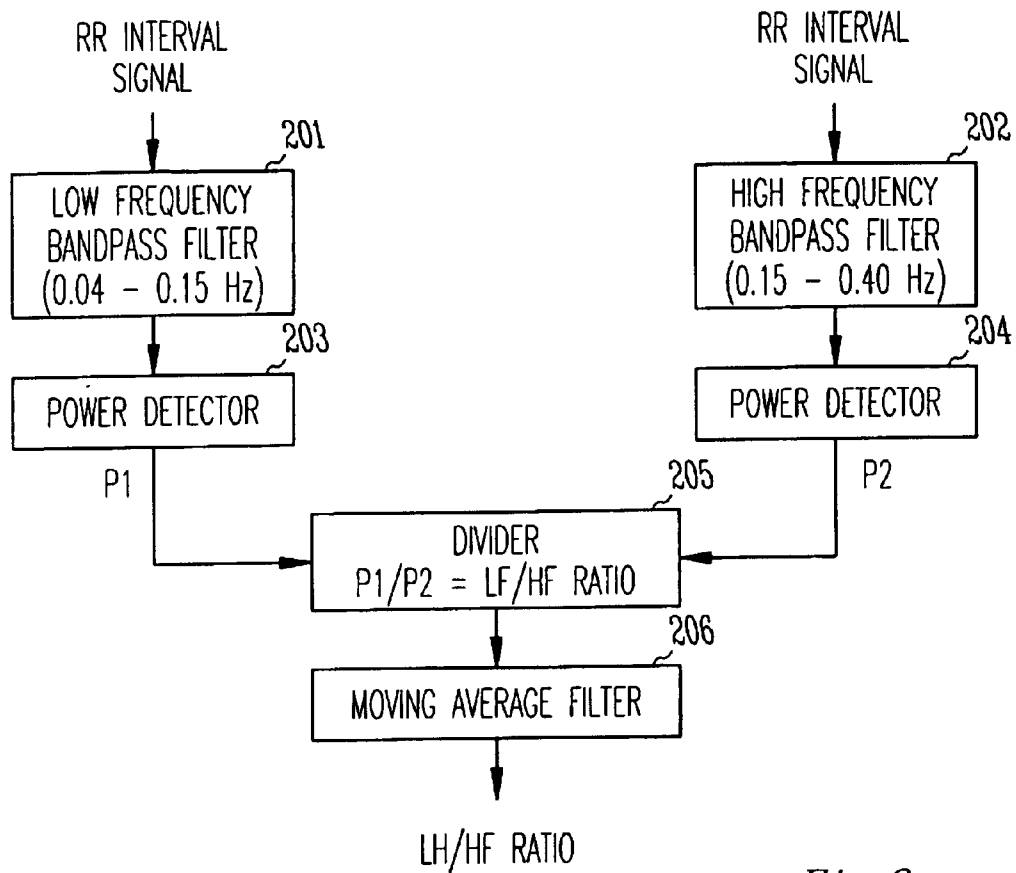 RR INTERVAL
SIGNAL
RR INTERVAL
SIGNAL
201
LOW FREQUENCY
BANDPASS FILTER
(0.04 - 0.15 Hz)
202
HIGH FREQUENCY
BANDPASS FILTER
(0.15 - 0.40 Hz)
203
POWER DETECTOR
204
POWER DETECTOR
P1
P2
205
DIVIDER
P1/P2 = LF/HF RATIO
206
MOVING AVERAGE FILTER
LH/HF RATIO